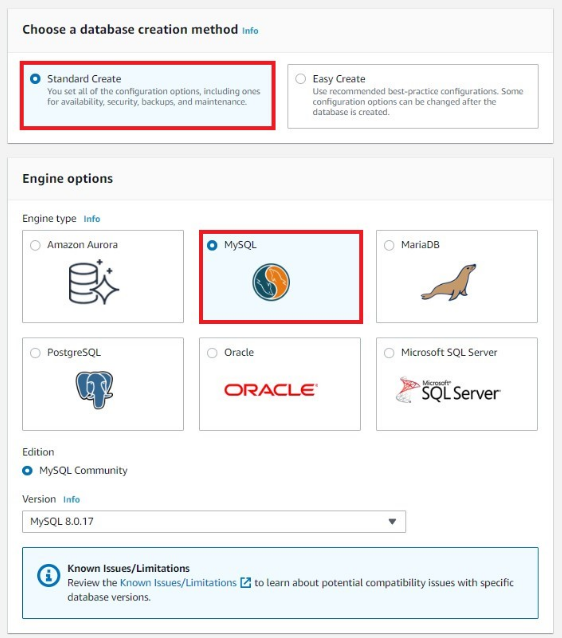 Choose a database creation method Info
Standard Create
You set all of the configuration options, including ones
for availability, security, backups, and maintenance.
Easy Create
Use recommended best-practice configurations. Some
configuration options can be changed after the
database is created.
Engine options
Engine type Info
Amazon Aurora
MySQL
MariaDB
PostgreSQL
Oracle
ORACLE
Microsoft SQL Server
Microsoft
SQL Server
Edition
MySQL Community
Version Info
MySQL 8.0.17
Known Issues/Limitations
Review the Known Issues/Limitations to learn about potential compatibility issues with specific
database versions.